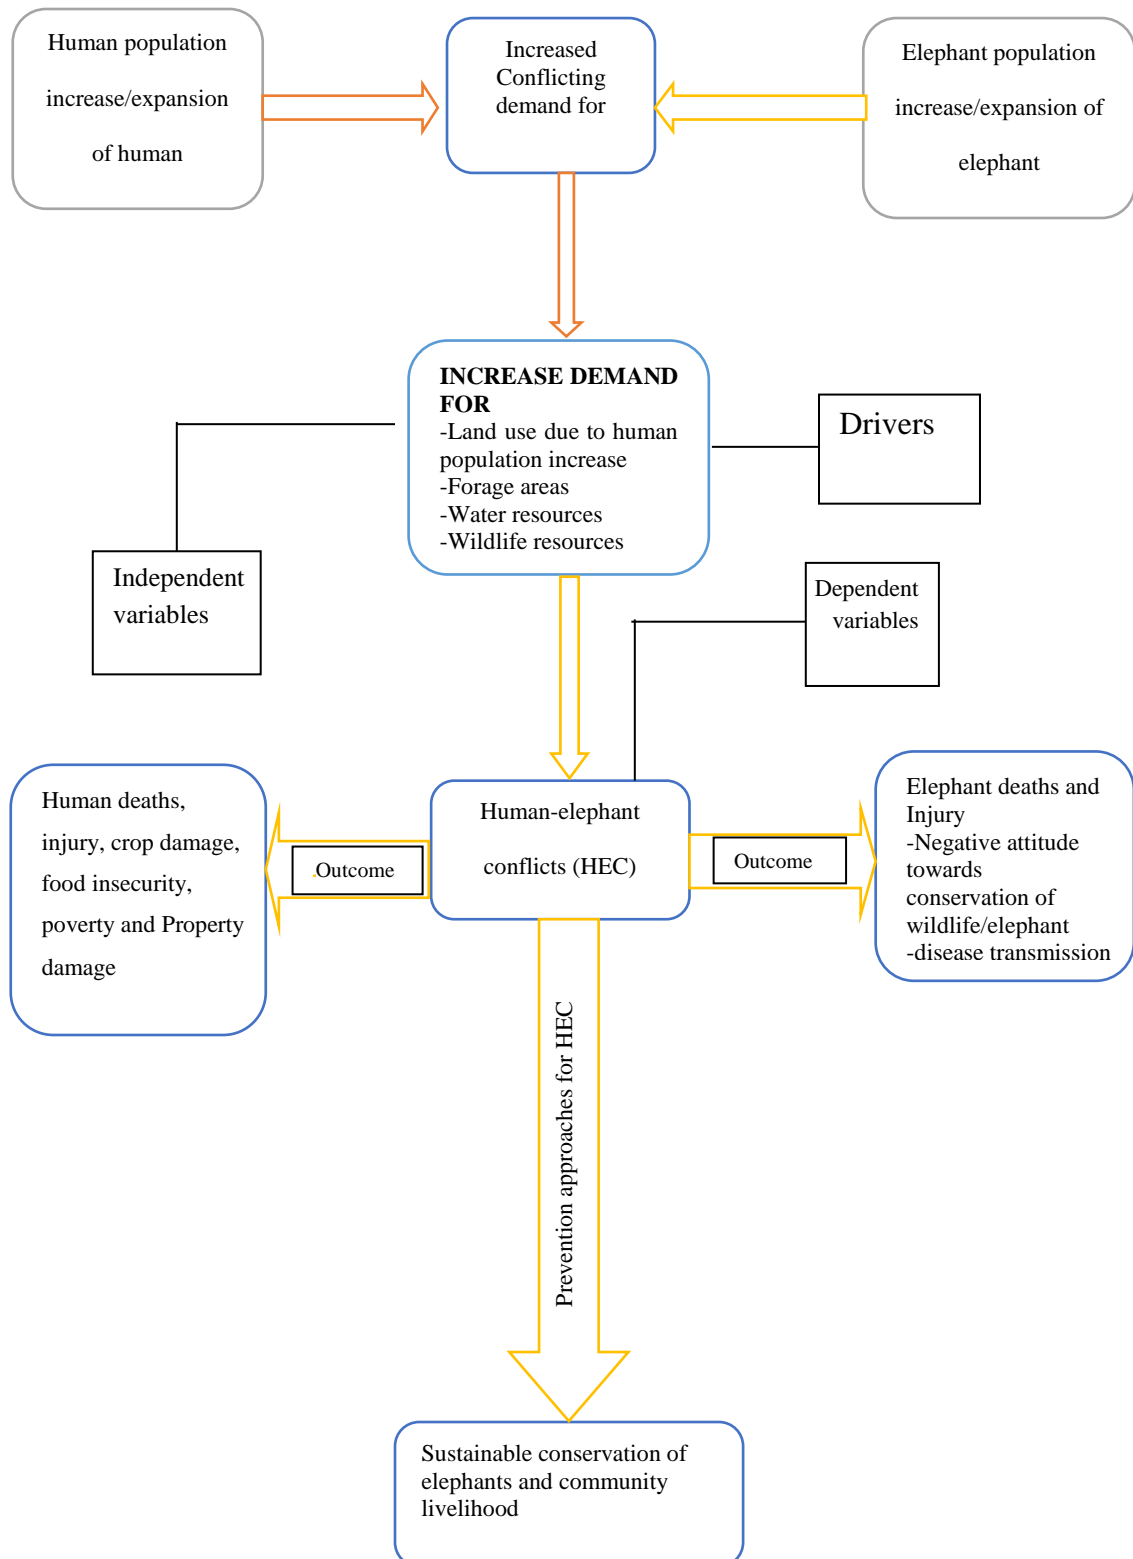 Human population
increase/expansion
of human
Increased
Conflicting
demand for
Elephant population
increase/expansion of
elephant
INCREASE DEMAND
FOR
-Land use due to human
population increase
-Forage areas
-Water resources
-Wildlife resources
Drivers
Independent
variables
Dependent
variables
Human deaths,
injury, crop damage,
food insecurity,
poverty and Property
damage
.Outcome
Human-elephant
conflicts (HEC)
Outcome
Elephant deaths and
Injury
-Negative attitude
towards
conservation of
wildlife/elephant
-disease transmission
Prevention approaches for HEC
Sustainable conservation of
elephants and community
livelihood